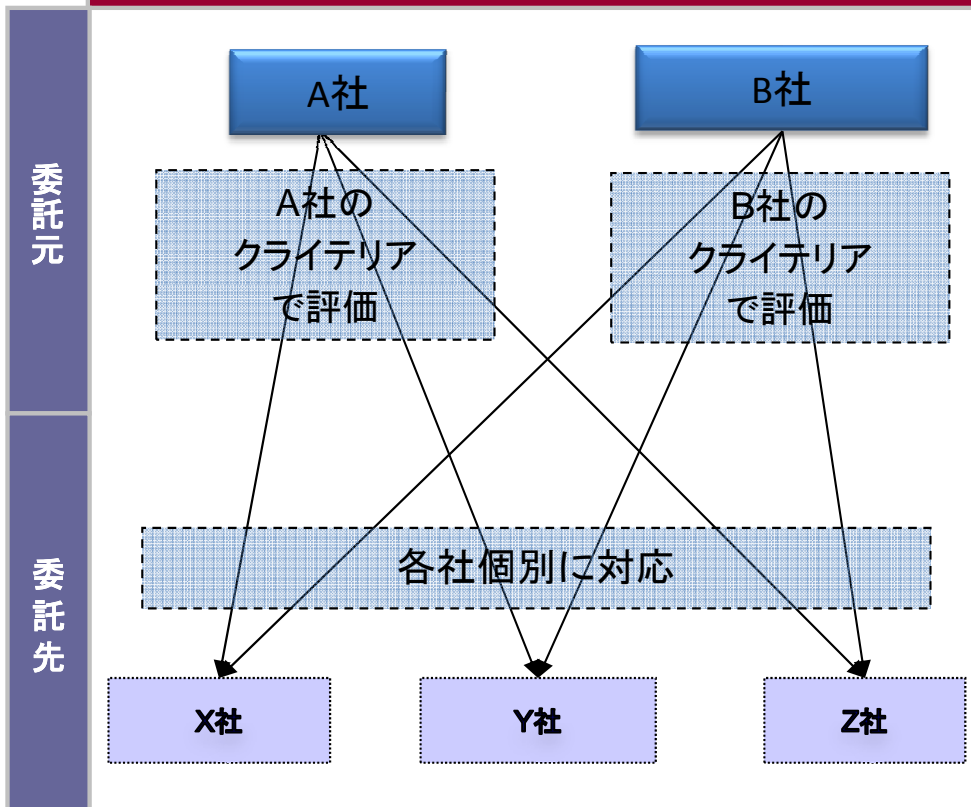 委託元
A社
B社
A社の
クライテリア
で評価
B社の
クライテリア
で評価
委託先
各社個別に対応
X社
Y社
Z社